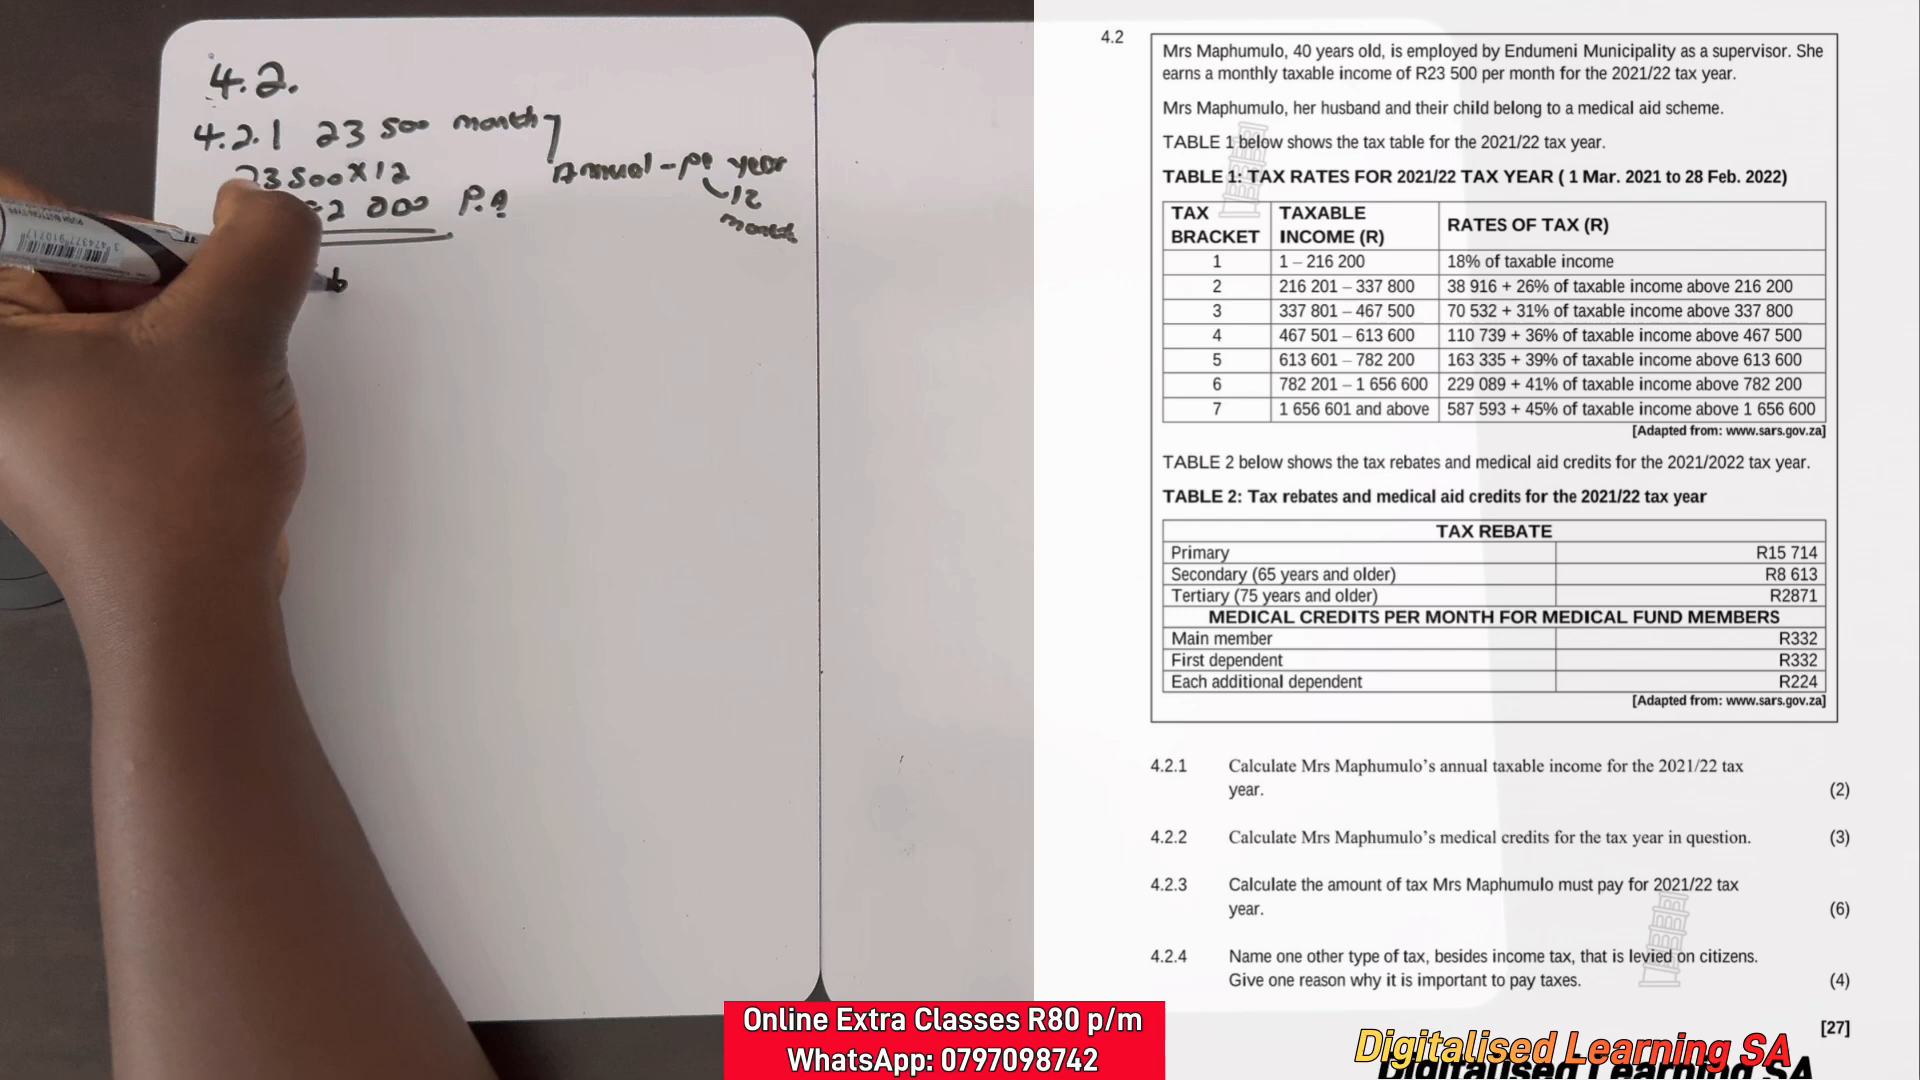 4.2.
4.2.1 23 500 month
Annual - pe year
12
month
23500 X 12
2 000 P.A
4.2
Mrs Maphumulo, 40 years old, is employed by Endumeni Municipality as a supervisor. She
earns a monthly taxable income of R23 500 per month for the 2021/22 tax year.
Mrs Maphumulo, her husband and their child belong to a medical aid scheme.
TABLE 1 below shows the tax table for the 2021/22 tax year.
TABLE 1: TAX RATES FOR 2021/22 TAX YEAR ( 1 Mar. 2021 to 28 Feb. 2022)
TAX BRACKET TAXABLE INCOME (R) RATES OF TAX (R)
1 1 – 216 200 18% of taxable income
2 216 201 – 337 800 38 916 + 26% of taxable income above 216 200
3 337 801 – 467 500 70 532 + 31% of taxable income above 337 800
4 467 501 – 613 600 110 739 + 36% of taxable income above 467 500
5 613 601 – 782 200 163 335 + 39% of taxable income above 613 600
6 782 201 – 1 656 600 229 089 + 41% of taxable income above 782 200
7 1 656 601 and above 587 593 + 45% of taxable income above 1 656 600
[Adapted from: www.sars.gov.za]
TABLE 2 below shows the tax rebates and medical aid credits for the 2021/2022 tax year.
TABLE 2: Tax rebates and medical aid credits for the 2021/22 tax year
TAX REBATE
Primary R15 714
Secondary (65 years and older) R8 613
Tertiary (75 years and older) R2871
MEDICAL CREDITS PER MONTH FOR MEDICAL FUND MEMBERS
Main member R332
First dependent R332
Each additional dependent R224
[Adapted from: www.sars.gov.za]
4.2.1 Calculate Mrs Maphumulo's annual taxable income for the 2021/22 tax
year. (2)
4.2.2 Calculate Mrs Maphumulo's medical credits for the tax year in question. (3)
4.2.3 Calculate the amount of tax Mrs Maphumulo must pay for 2021/22 tax
year. (6)
4.2.4 Name one other type of tax, besides income tax, that is levied on citizens.
Give one reason why it is important to pay taxes. (4)
[27]
Online Extra Classes R80 p/m
WhatsApp: 0797098742
Digitalised Learning SA